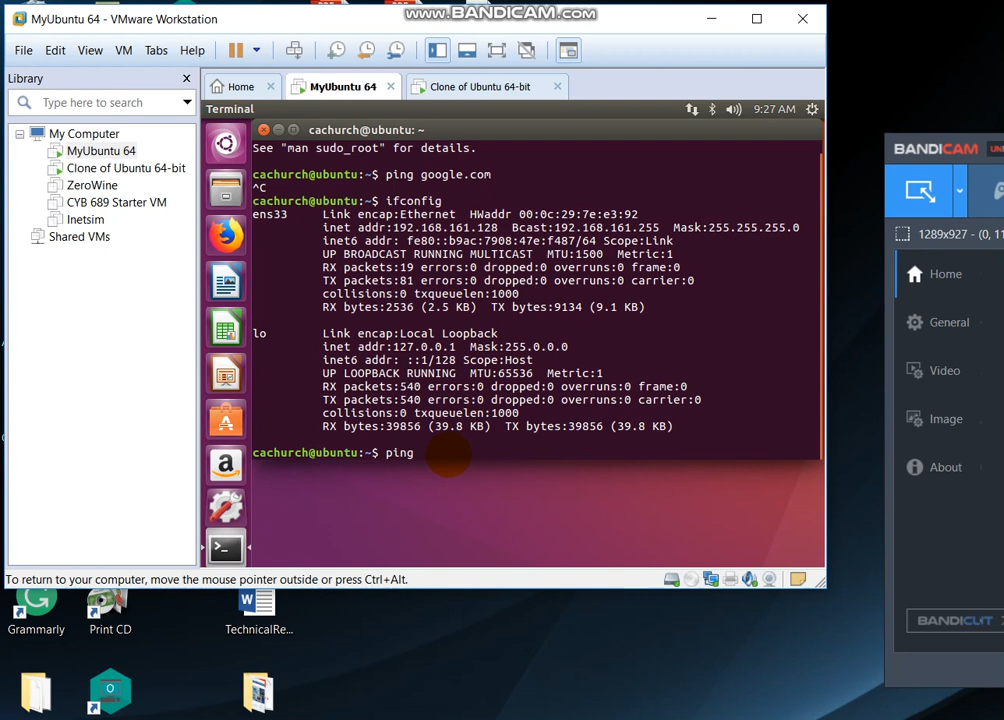 www.BANDICAM.com
MyUbuntu 64 - VMware Workstation
File Edit View VM Tabs Help
Library
Type here to search
My Computer
MyUbuntu 64
Clone of Ubuntu 64-bit
ZeroWine
CYB 689 Starter VM
Inetsim
Shared VMs
Home MyUbuntu 64 Clone of Ubuntu 64-bit
Terminal 9:27 AM
cachurch@ubuntu: ~
See "man sudo_root" for details.
cachurch@ubuntu:~$ ping google.com
^C
cachurch@ubuntu:~$ ifconfig
ens33 Link encap:Ethernet HWaddr 00:0c:29:7e:e3:92
inet addr:192.168.161.128 Bcast:192.168.161.255 Mask:255.255.255.0
inet6 addr: fe80::b9ac:7908:47e:f487/64 Scope:Link
UP BROADCAST RUNNING MULTICAST MTU:1500 Metric:1
RX packets:19 errors:0 dropped:0 overruns:0 frame:0
TX packets:81 errors:0 dropped:0 overruns:0 carrier:0
collisions:0 txqueuelen:1000
RX bytes:2536 (2.5 KB) TX bytes:9134 (9.1 KB)
lo Link encap:Local Loopback
inet addr:127.0.0.1 Mask:255.0.0.0
inet6 addr: ::1/128 Scope:Host
UP LOOPBACK RUNNING MTU:65536 Metric:1
RX packets:540 errors:0 dropped:0 overruns:0 frame:0
TX packets:540 errors:0 dropped:0 overruns:0 carrier:0
collisions:0 txqueuelen:1000
RX bytes:39856 (39.8 KB) TX bytes:39856 (39.8 KB)
cachurch@ubuntu:~$ ping
To return to your computer, move the mouse pointer outside or press Ctrl+Alt.
Grammarly
Print CD
TechnicalRe...
BANDICAM
1289x927 - (0, 11
Home
General
Video
Image
About
BANDICUT